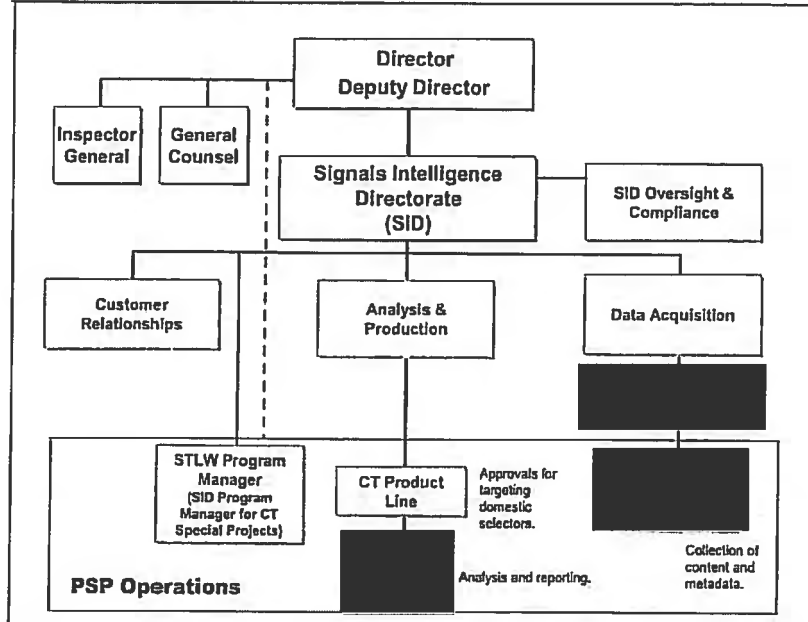 Director
Deputy Director
Inspector
General
General
Counsel
Signals Intelligence
Directorate
(SID)
SID Oversight &
Compliance
Customer
Relationships
Analysis &
Production
Data Acquisition
STLW Program
Manager
(SID Program
Manager for CT
Special Projects)
CT Product
Line
Approvals for
targeting
domestic
selectors.
Analysis and reporting.
Collection of
content and
metadata.
PSP Operations